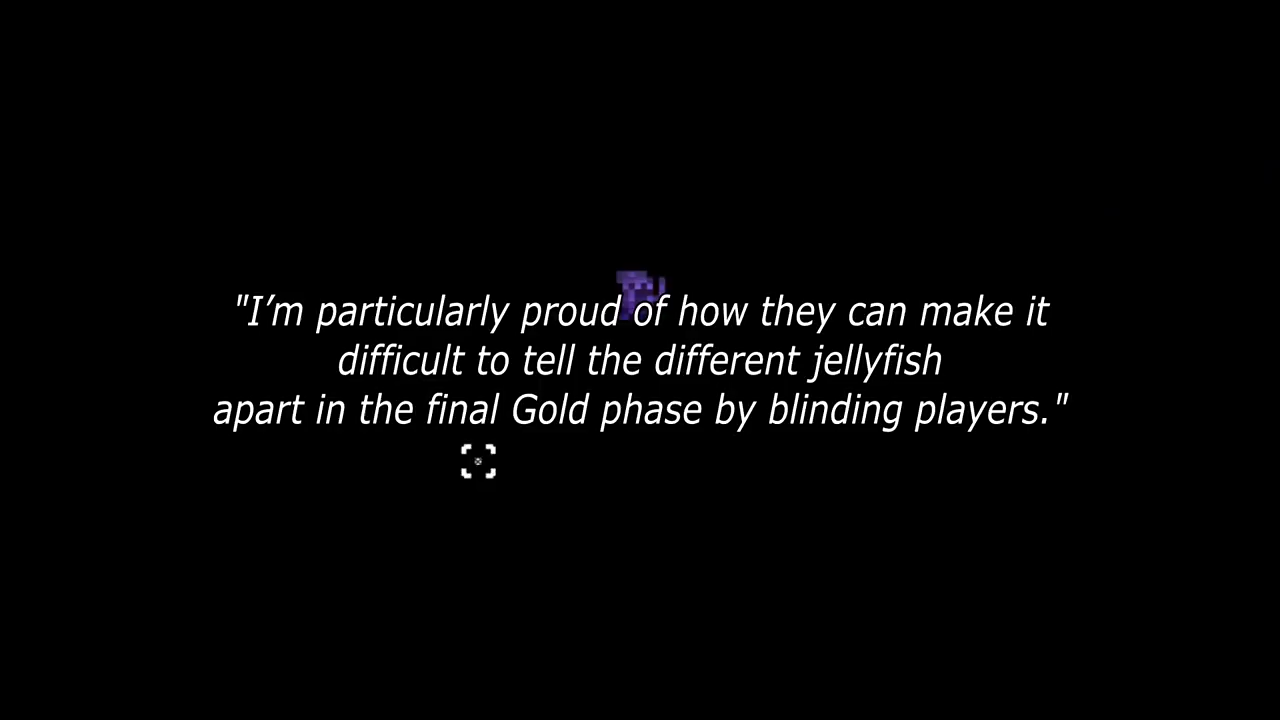 "I’m particularly proud of how they can make it
difficult to tell the different jellyfish
apart in the final Gold phase by blinding players."